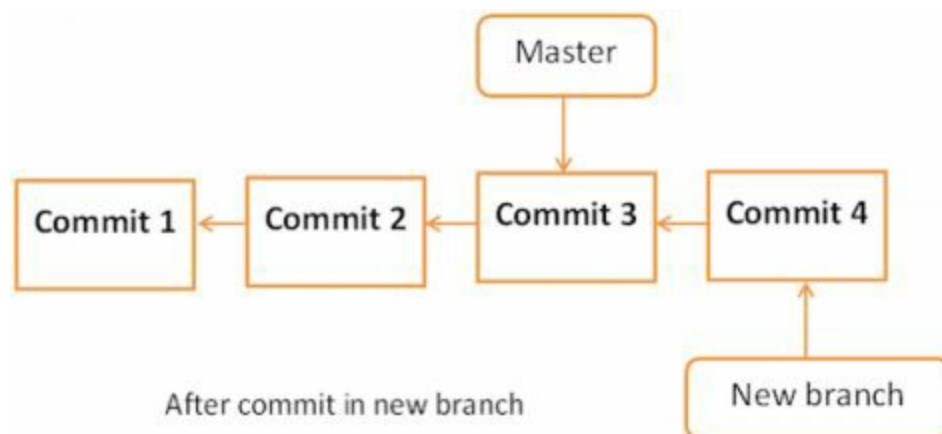 Master
Commit 1
Commit 2
Commit 3
Commit 4
After commit in new branch
New branch